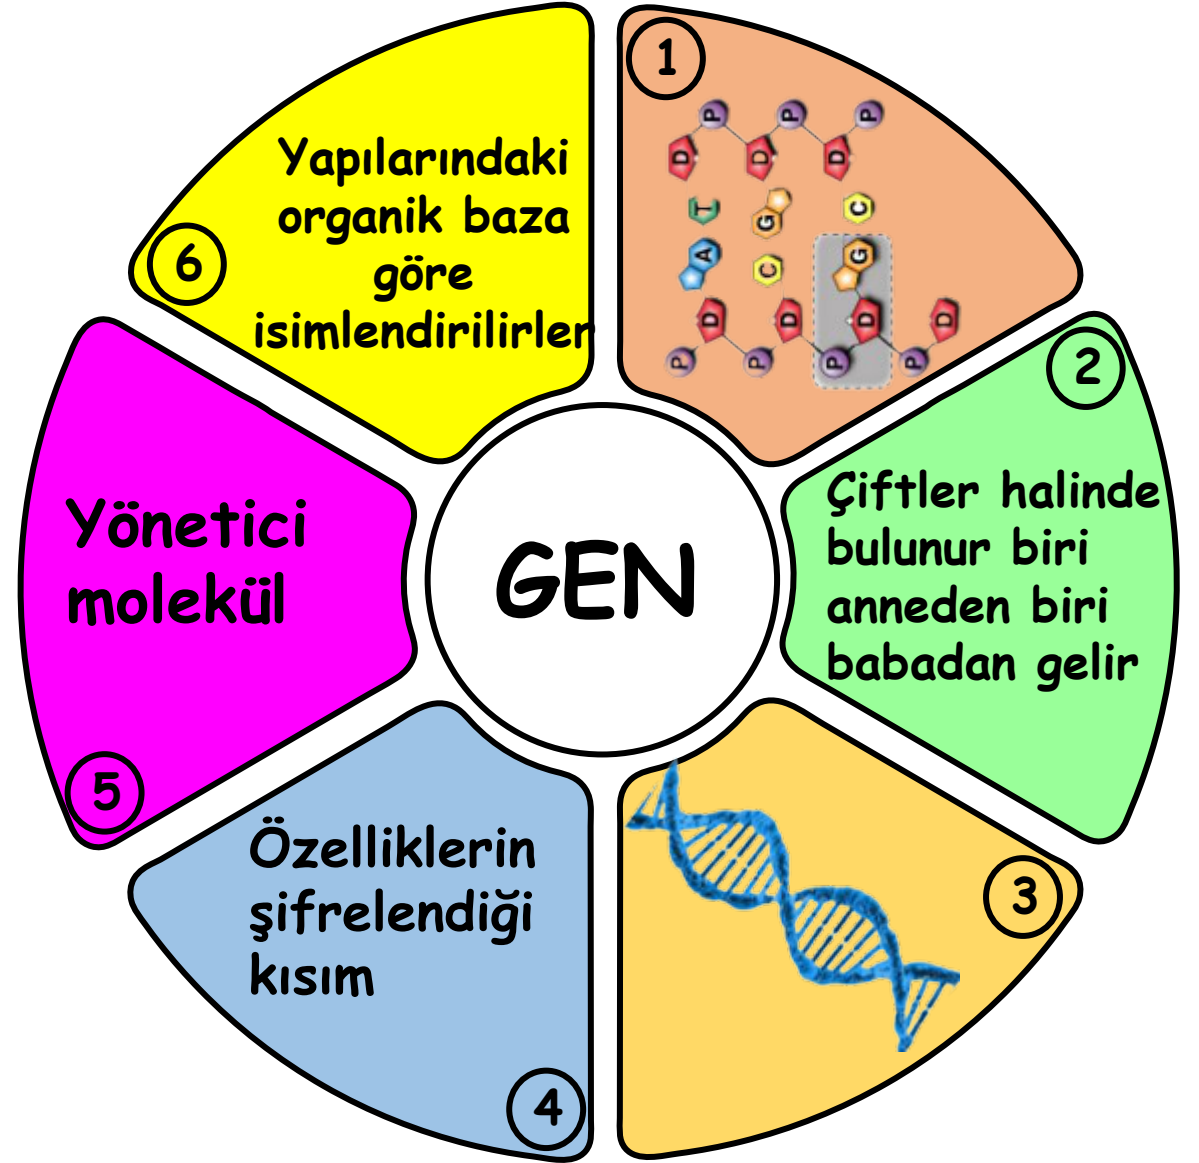 1
P P P
D D D
T G C
A C G
D D D D
P P P P
2
Çiftler halinde
bulunur biri
anneden biri
babadan gelir
3
4
Özelliklerin
şifrelendiği
kısım
5
Yönetici
molekül
6
Yapılarındaki
organik baza
göre
isimlendirilirler
GEN